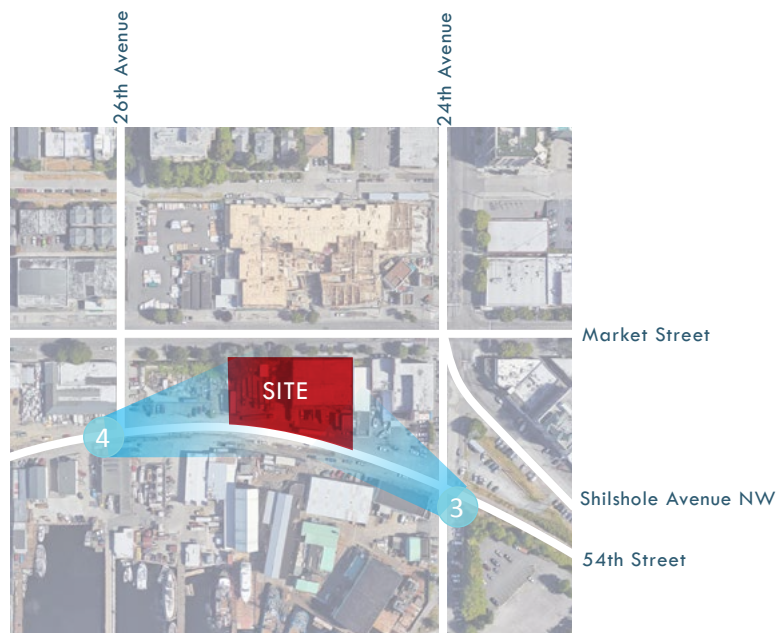 26th Avenue
24th Avenue
Market Street
SITE
4
3
Shilshole Avenue NW
54th Street